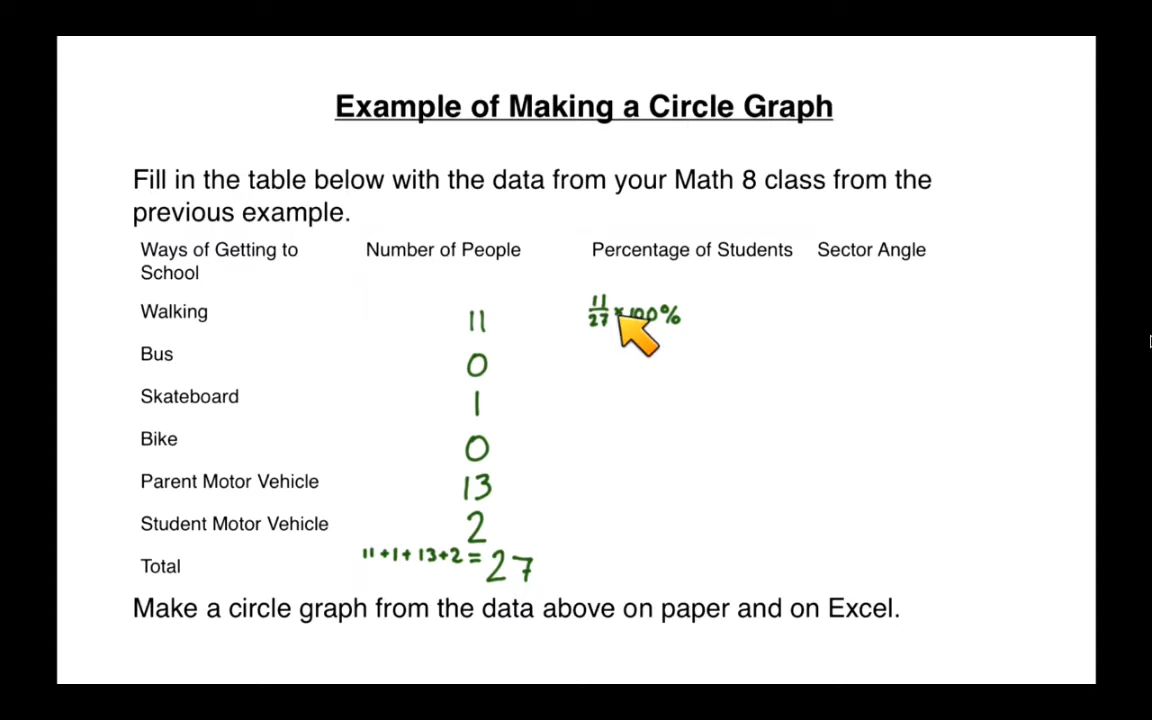 Example of Making a Circle Graph
Fill in the table below with the data from your Math 8 class from the
previous example.
Ways of Getting to School Number of People Percentage of Students Sector Angle
Walking 11 11/27 × 100%
Bus 0
Skateboard 1
Bike 0
Parent Motor Vehicle 13
Student Motor Vehicle 2
Total 11+1+13+2= 27
Make a circle graph from the data above on paper and on Excel.